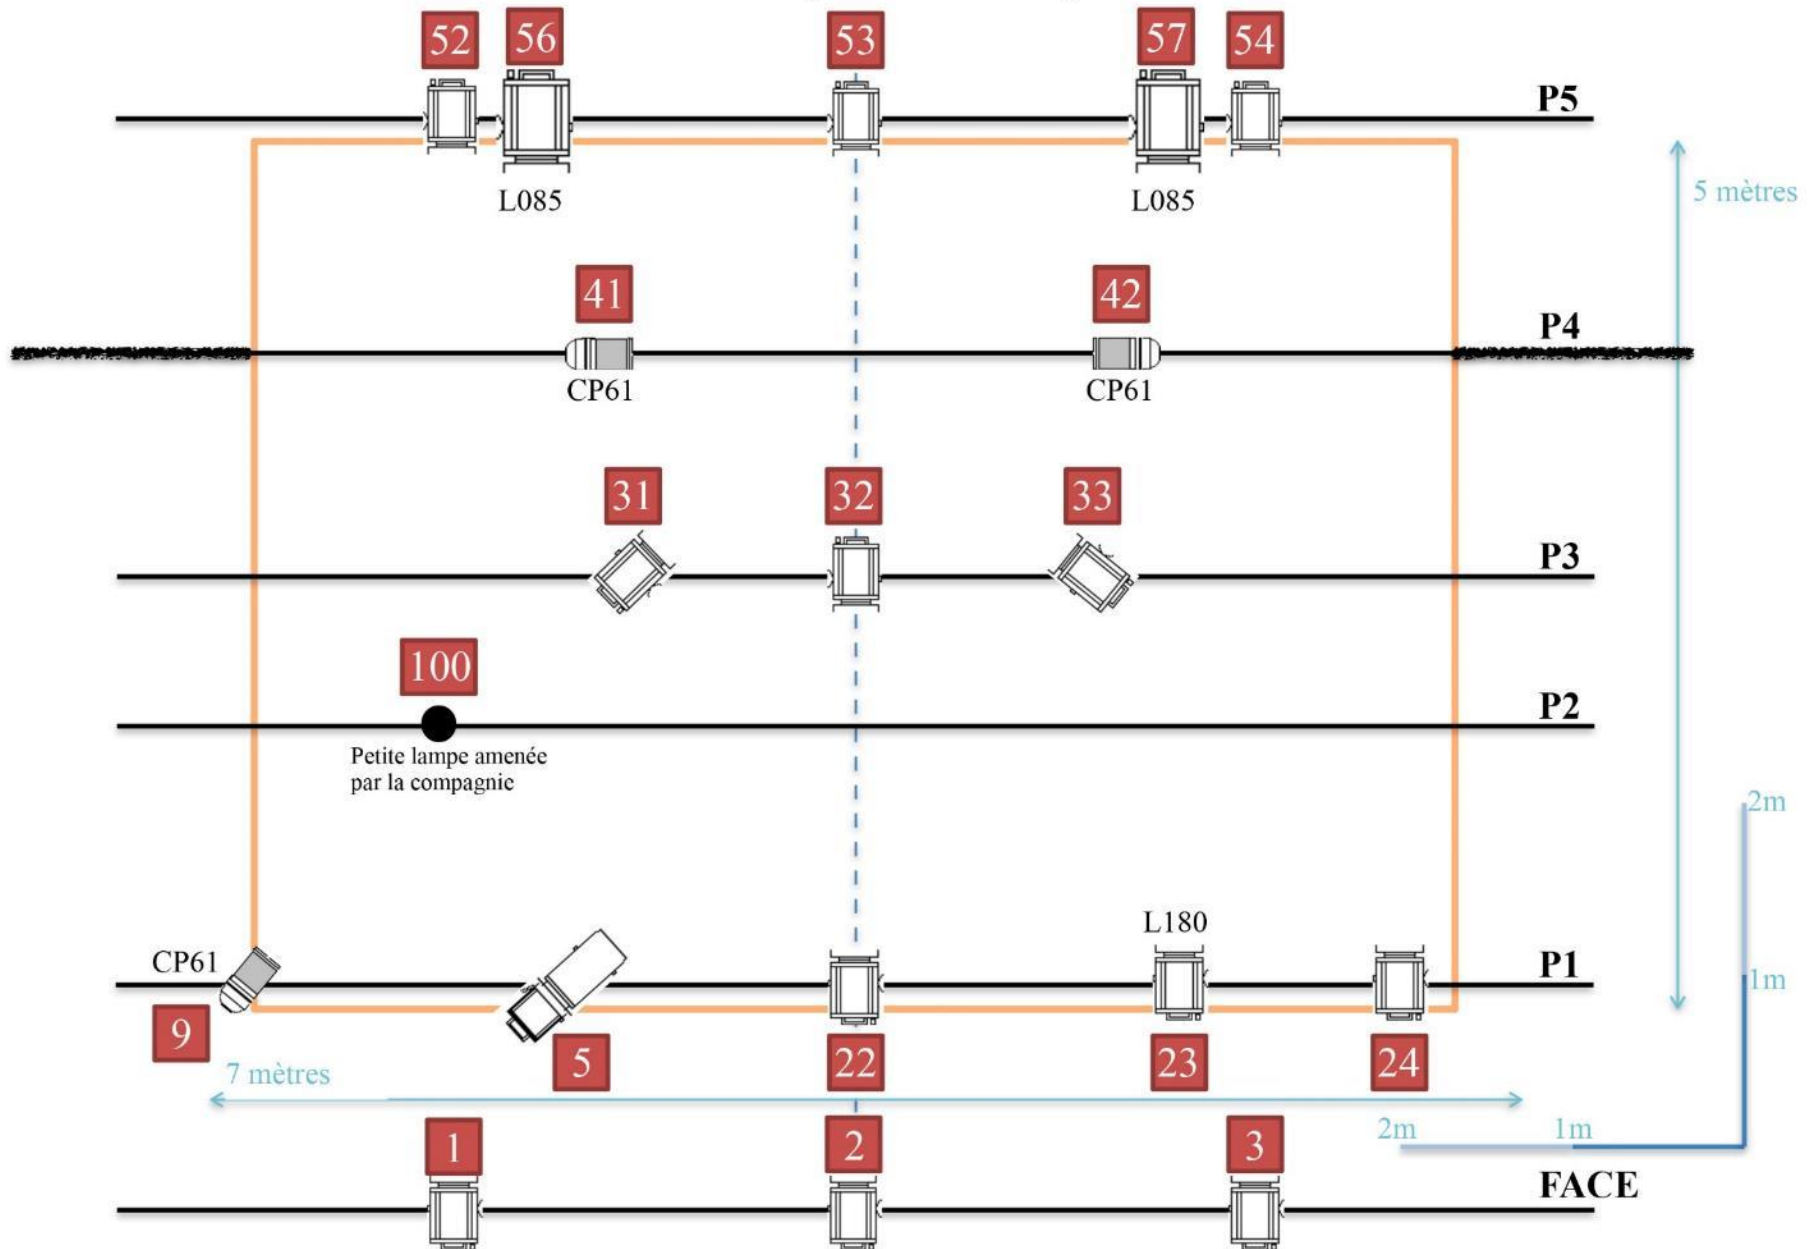 52
56
53
57
54
P5
L085
L085
5 mètres
41
42
P4
CP61
CP61
31
32
33
P3
100
P2
Petite lampe amenée
par la compagnie
2m
L180
CP61
P1
1m
9
5
22
23
24
7 mètres
1
2
3
2m
1m
FACE